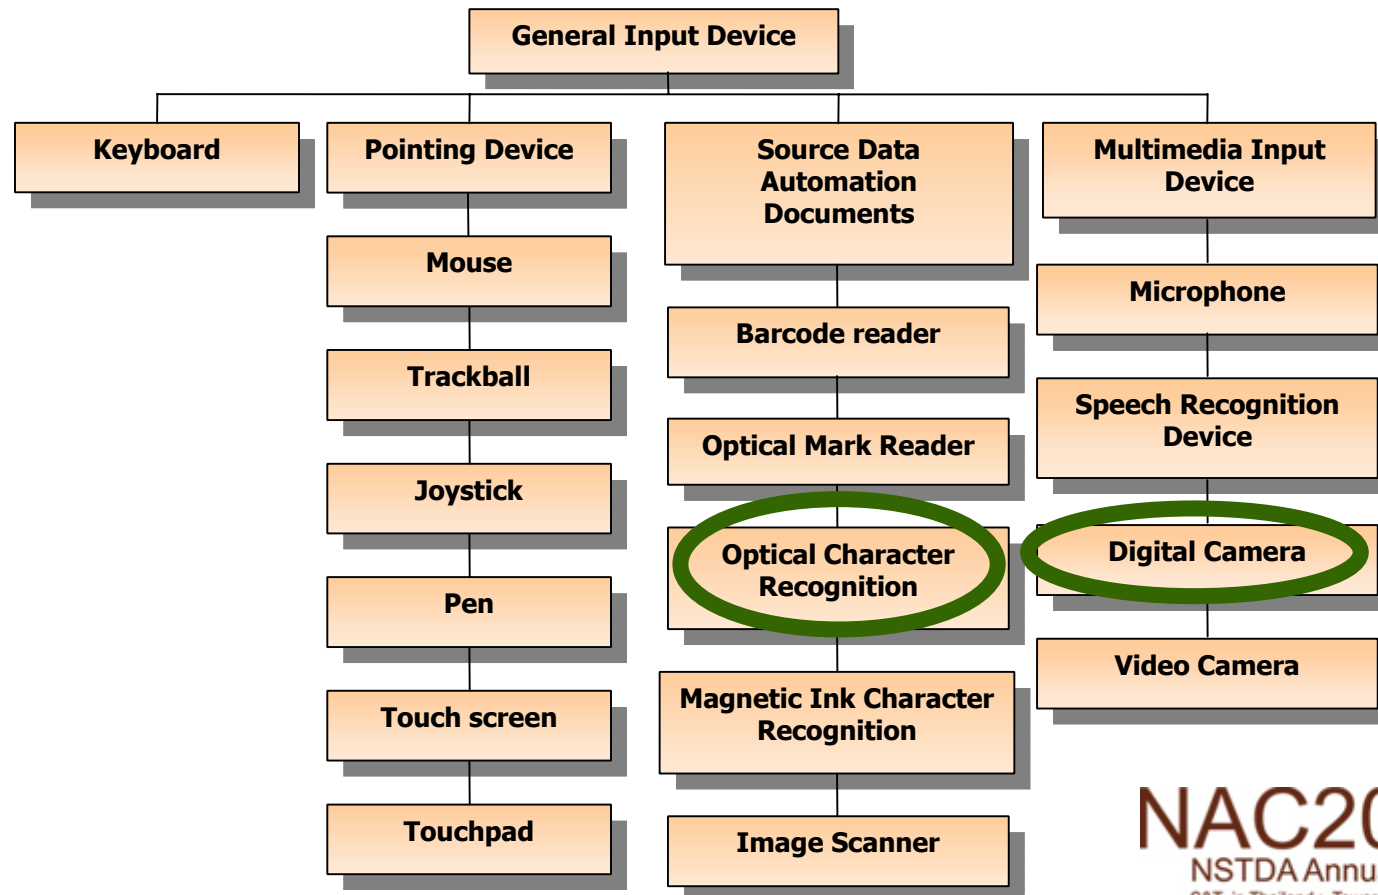 General Input Device
Keyboard
Pointing Device
Mouse
Trackball
Joystick
Pen
Touch screen
Touchpad
Source Data
Automation
Documents
Barcode reader
Optical Mark Reader
Optical Character
Recognition
Magnetic Ink Character
Recognition
Image Scanner
Multimedia Input
Device
Microphone
Speech Recognition
Device
Digital Camera
Video Camera
NAC20
NSTDA Annu